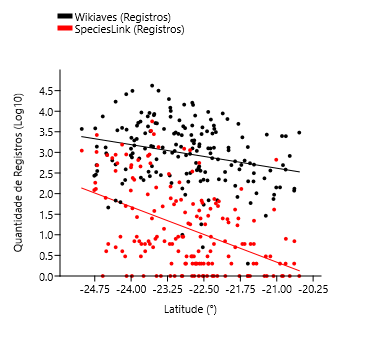 Wikiaves (Registros)
SpeciesLink (Registros)
Quantidade de Registros (Log10)
4.5
4.0
3.5
3.0
2.5
2.0
1.5
1.0
0.5
0.0
-24.75 -24.00 -23.25 -22.50 -21.75 -21.00 -20.25
Latitude (°)